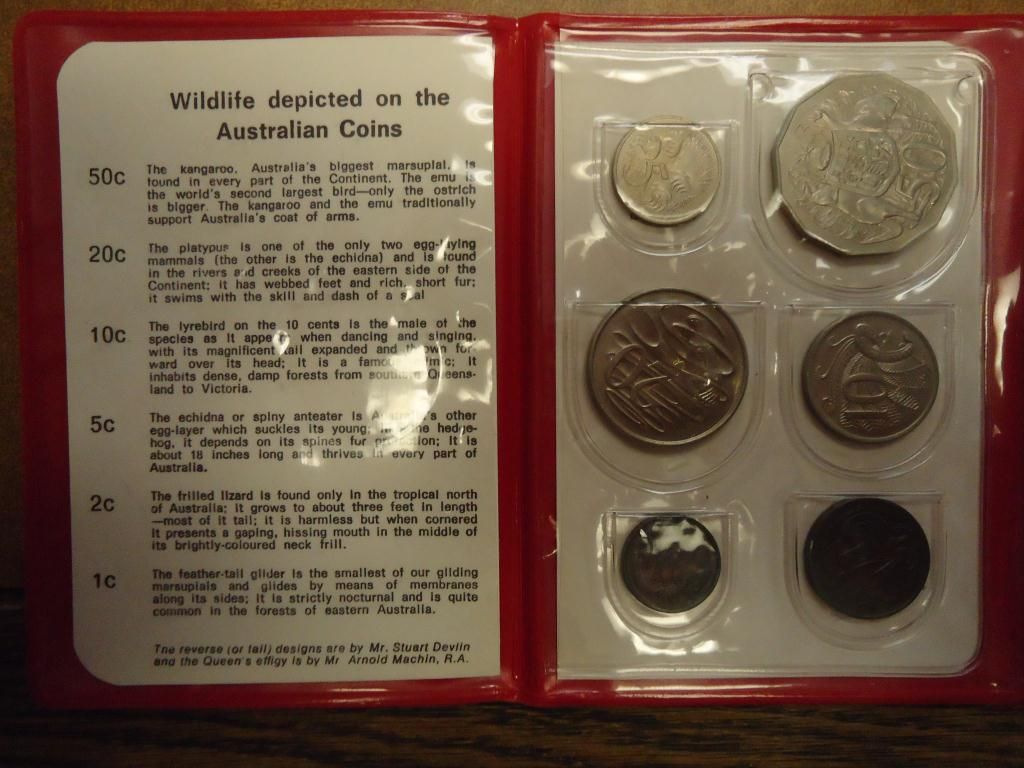 Wildlife depicted on the
Australian Coins
50c The kangaroo, Australia's biggest marsupial, is
found in every part of the Continent. The emu is
the world's second largest bird—only the ostrich
is bigger. The kangaroo and the emu traditionally
support Australia's coat of arms.
20c The platypus is one of the only two egg-laying
mammals (the other is the echidna) and is found
in the rivers and creeks of the eastern side of the
Continent; it has webbed feet and rich, short fur;
it swims with the skill and dash of a seal
10c The lyrebird on the 10 cents is the male of the
species as it appears when dancing and singing,
with its magnificent tail expanded and thrown for-
ward over its head; It is a famous mimic; It
inhabits dense, damp forests from southern Queens-
land to Victoria.
5c The echidna or spiny anteater is Australia's other
egg-layer which suckles its young; like the hedge-
hog, it depends on its spines for protection; It is
about 18 inches long and thrives in every part of
Australia.
2c The frilled lizard is found only in the tropical north
of Australia; it grows to about three feet in length
—most of it tail; it is harmless but when cornered
it presents a gaping, hissing mouth in the middle of
its brightly-coloured neck frill.
1c The feather-tail glider is the smallest of our gliding
marsupials and glides by means of membranes
along its sides; it is strictly nocturnal and is quite
common in the forests of eastern Australia.
The reverse (or tail) designs are by Mr. Stuart Devlin
and the Queen's effigy is by Mr Arnold Machin, R.A.
50
10